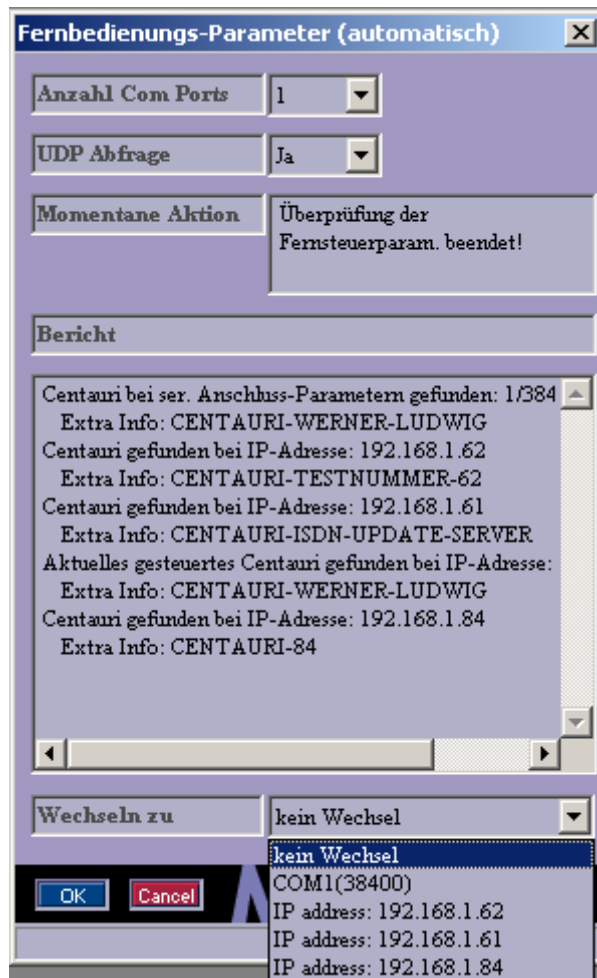 Fernbedienungs-Parameter (automatisch)
Anzahl Com Ports 1
UDP Abfrage Ja
Momentane Aktion Überprüfung der
Fernsteuerparam. beendet!
Bericht
Centauri bei ser. Anschluss-Parametern gefunden: 1/384
Extra Info: CENTAURI-WERNER-LUDWIG
Centauri gefunden bei IP-Adresse: 192.168.1.62
Extra Info: CENTAURI-TESTNUMMER-62
Centauri gefunden bei IP-Adresse: 192.168.1.61
Extra Info: CENTAURI-ISDN-UPDATE-SERVER
Aktuelles gesteuertes Centauri gefunden bei IP-Adresse:
Extra Info: CENTAURI-WERNER-LUDWIG
Centauri gefunden bei IP-Adresse: 192.168.1.84
Extra Info: CENTAURI-84
Wechseln zu kein Wechsel
kein Wechsel
COM1(38400)
OK Cancel
IP address: 192.168.1.62
IP address: 192.168.1.61
IP address: 192.168.1.84